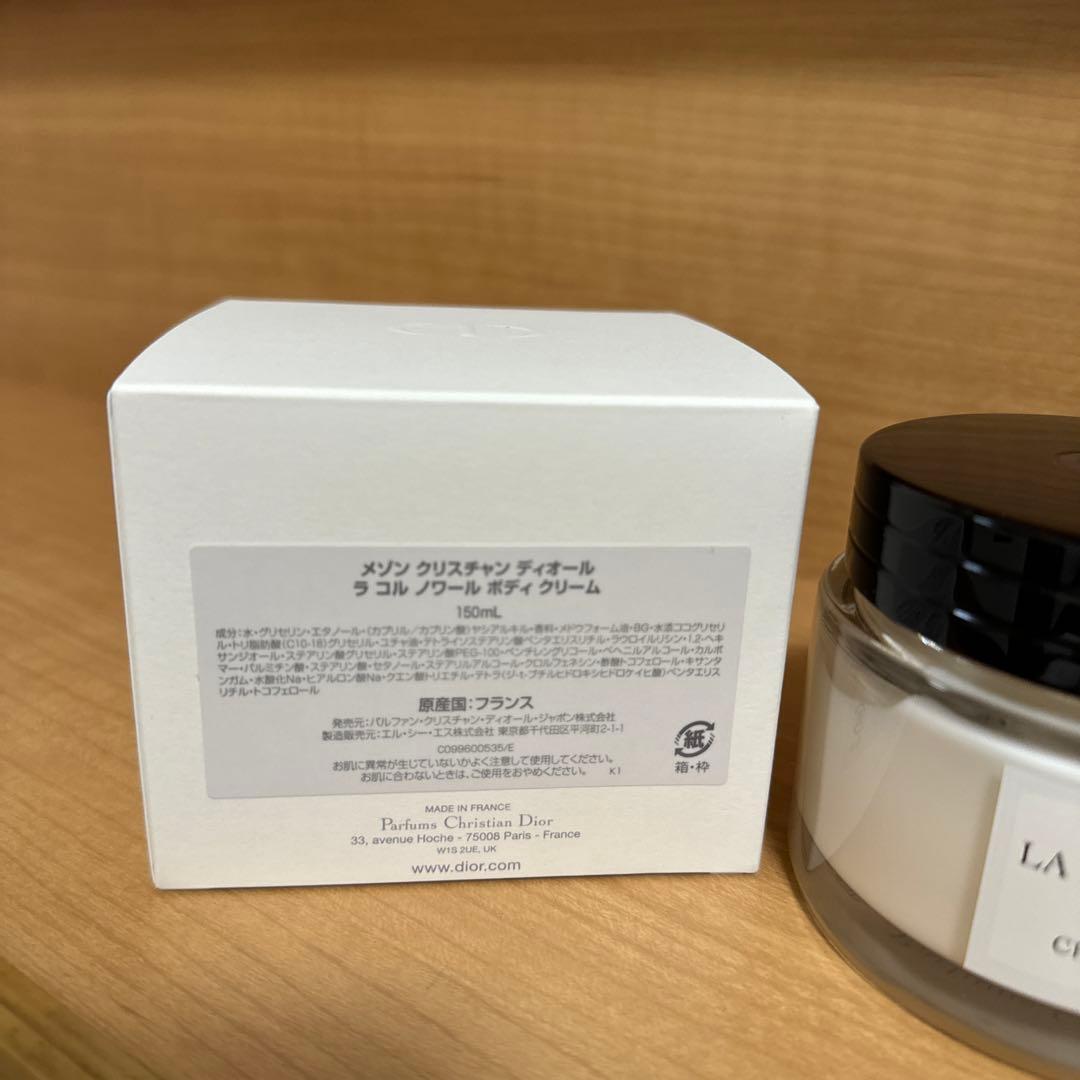 メゾン クリスチャン ディオール
ラ コル ノワール ボディ クリーム
150mL
成分:水・グリセリン・エタノール・(カプリル/カプリン酸)ヤシアルキル・香料・メドウフォーム油・BG・水添ココグリセリ
ル・トリ脂肪酸(C10-18)グリセリル・ユチャ油・テトライソステアリン酸ペンタエリスリチル・ラウロイルリシン・1,2-ヘキ
サンジオール・ステアリン酸グリセリル・ステアリン酸PEG-100・ペンチレングリコール・ベヘニルアルコール・カルボ
マー・パルミチン酸・ステアリン酸・セタノール・ステアリルアルコール・クロルフェネシン・酢酸トコフェロール・キサンタ
ンガム・水酸化Na・ヒアルロン酸Na・クエン酸トリエチル・テトラ(ジ-t-ブチルヒドロキシヒドロケイヒ酸)ペンタエリス
リチル・トコフェロール
原産国:フランス
発売元:パルファン・クリスチャン・ディオール・ジャポン株式会社
製造販売元:エル・シー・エス株式会社 東京都千代田区平河町2-1-1
C099600535/E
お肌に異常が生じていないかよく注意して使用してください。
お肌に合わないときは、ご使用をおやめください。 K1
紙
箱・枠
MADE IN FRANCE
Parfums Christian Dior
33, avenue Hoche - 75008 Paris - France
W1S 2UE, UK
www.dior.com
LA